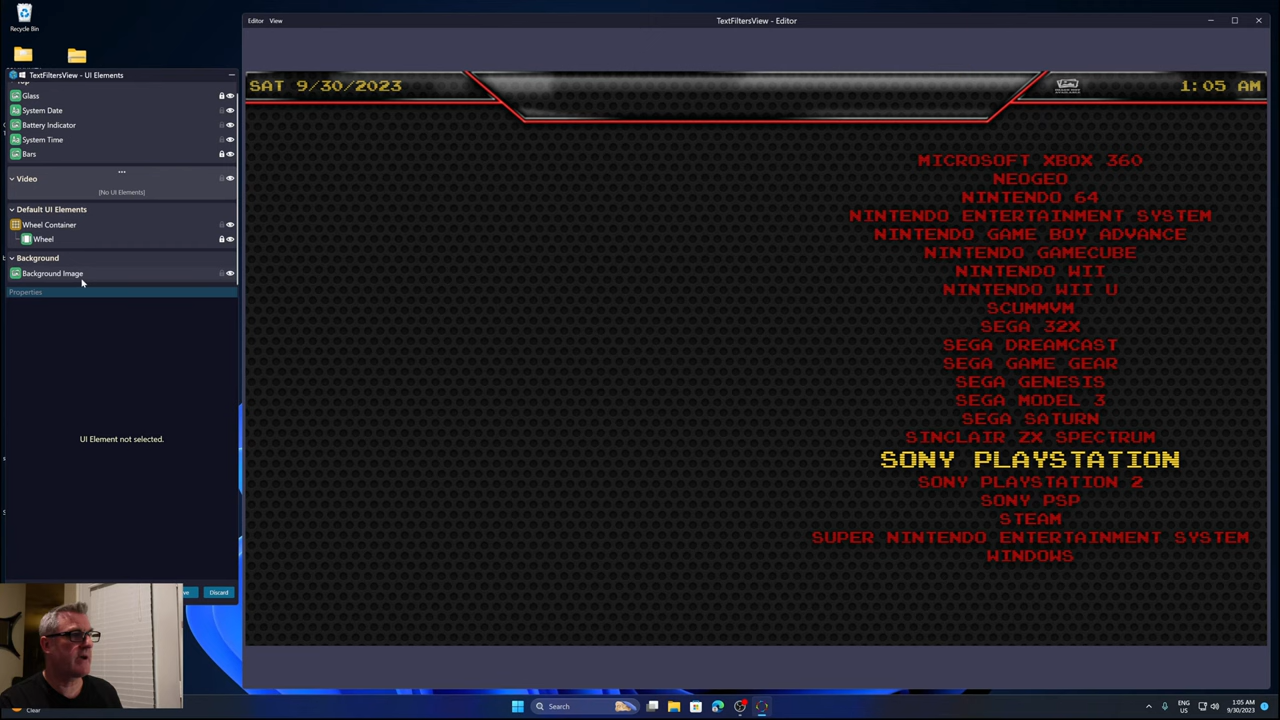 Recycle Bin
TextFiltersView - UI Elements
Glass
System Date
Battery Indicator
System Time
Bars
Video
[No UI Elements]
Default UI Elements
Wheel Container
Wheel
Background
Background Image
Properties
UI Element not selected.
Discard
Editor View
TextFiltersView - Editor
SAT 9/30/2023
1:05 AM
MICROSOFT XBOX 360
NEOGEO
NINTENDO 64
NINTENDO ENTERTAINMENT SYSTEM
NINTENDO GAME BOY ADVANCE
NINTENDO GAMECUBE
NINTENDO WII
NINTENDO WII U
SCUMMVM
SEGA 32X
SEGA DREAMCAST
SEGA GAME GEAR
SEGA GENESIS
SEGA MODEL 3
SEGA SATURN
SINCLAIR ZX SPECTRUM
SONY PLAYSTATION
SONY PLAYSTATION 2
SONY PSP
STEAM
SUPER NINTENDO ENTERTAINMENT SYSTEM
WINDOWS
Clear
Search
ENG
US
1:05 AM
9/30/2023